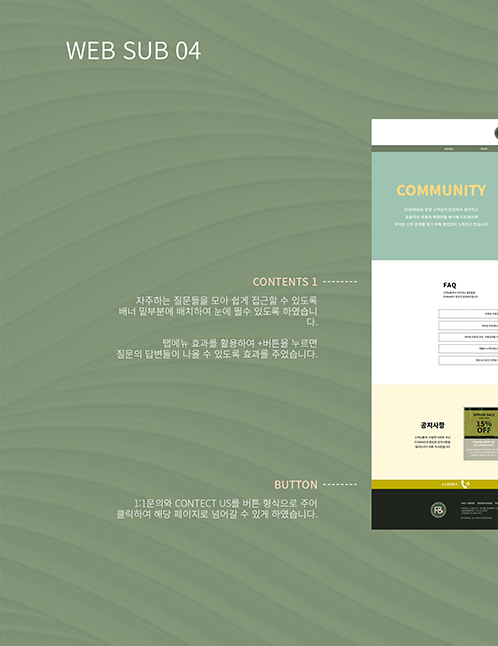 WEB SUB 04
CONTENTS 1
자주하는 질문들을 모아 쉽게 접근할 수 있도록
배너 밑부분에 배치하여 눈에 띌수 있도록 하였습니
다.
탭메뉴 효과를 활용하여 +버튼을 누르면
질문의 답변들이 나올 수 있도록 효과를 주었습니다.
BUTTON
1:1문의와 CONTECT US를 버튼 형식으로 주어
클릭하여 해당 페이지로 넘어갈 수 있게 하였습니다.
COMMUNITY
FAQ
공지사항
15%
OFF